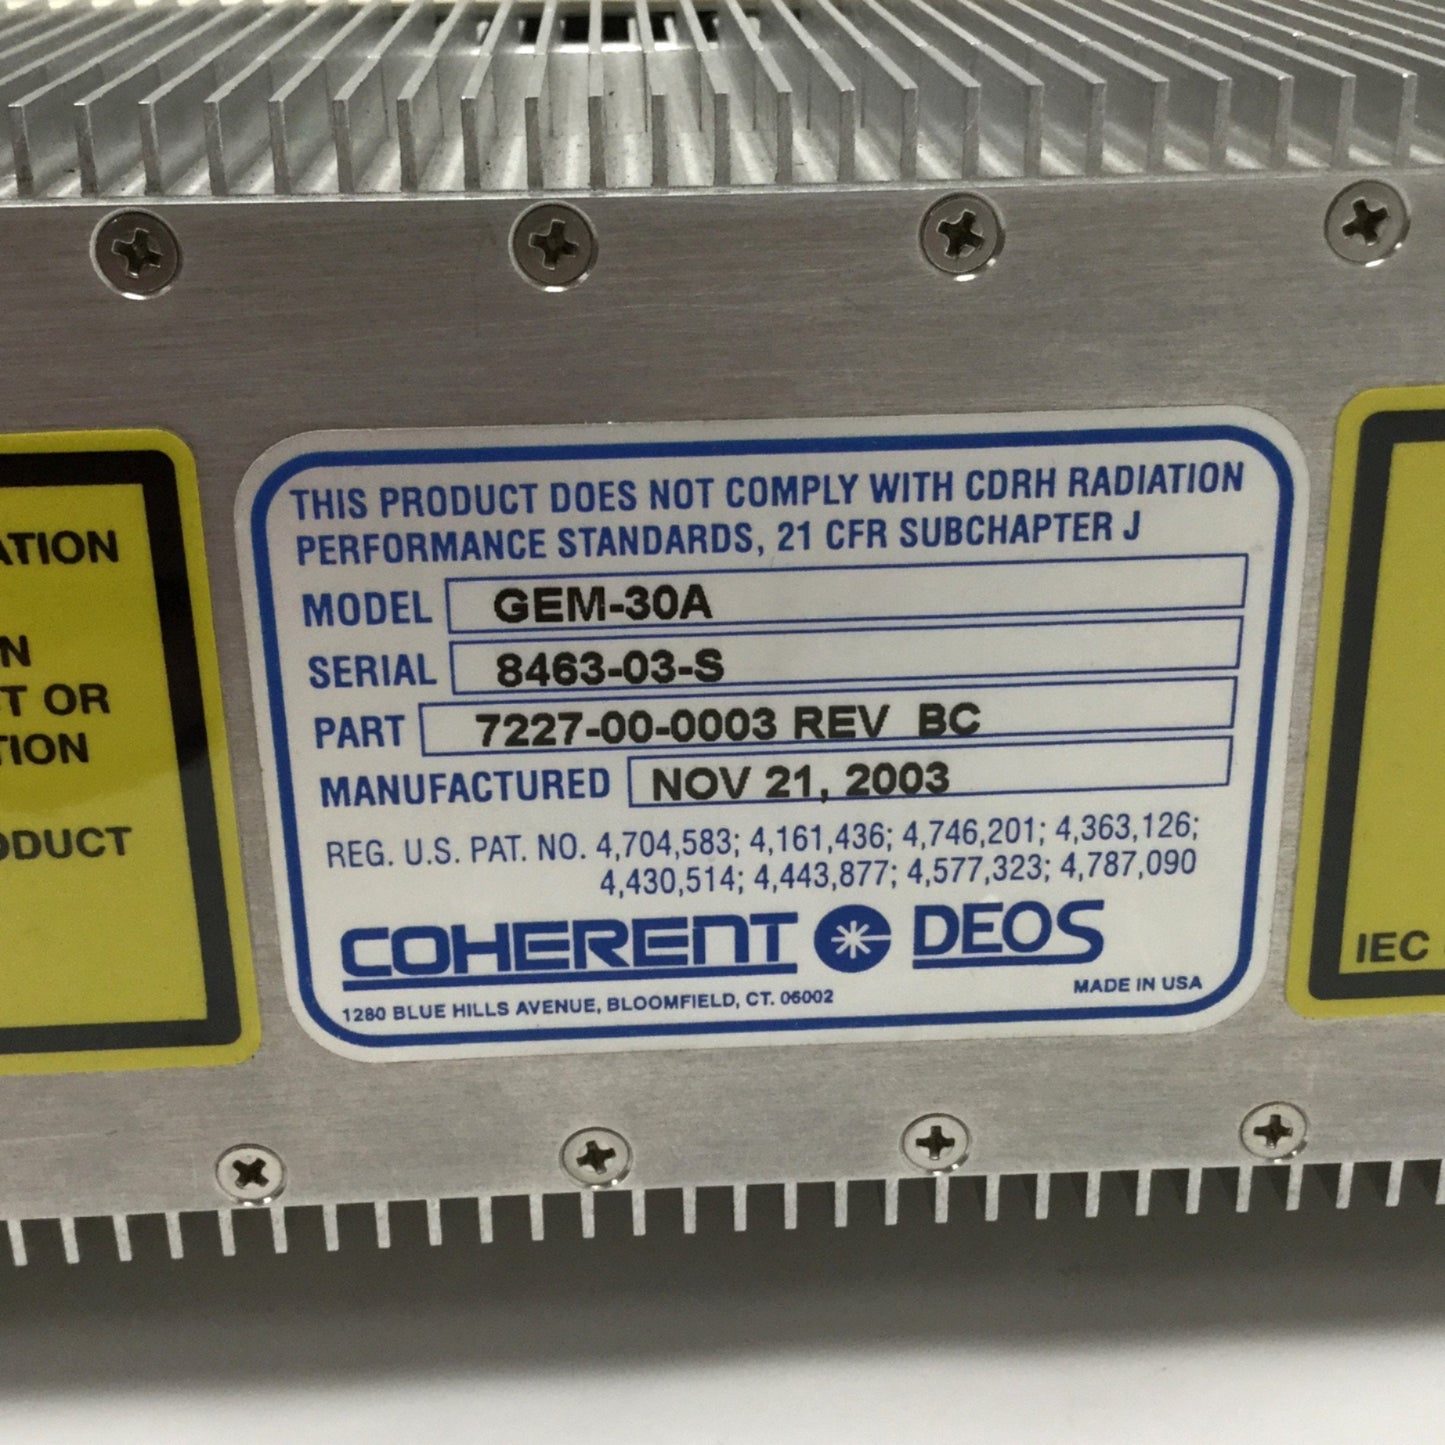 THIS PRODUCT DOES NOT COMPLY WITH CDRH RADIATION
PERFORMANCE STANDARDS, 21 CFR SUBCHAPTER J
MODEL GEM-30A
SERIAL 8463-03-S
PART 7227-00-0003 REV BC
MANUFACTURED NOV 21, 2003
REG. U.S. PAT. NO. 4,704,583; 4,161,436; 4,746,201; 4,363,126;
4,430,514; 4,443,877; 4,577,323; 4,787,090
COHERENT DEOS
1280 BLUE HILLS AVENUE, BLOOMFIELD, CT. 06002
MADE IN USA
ATION
N
T OR
TION
ODUCT
IEC